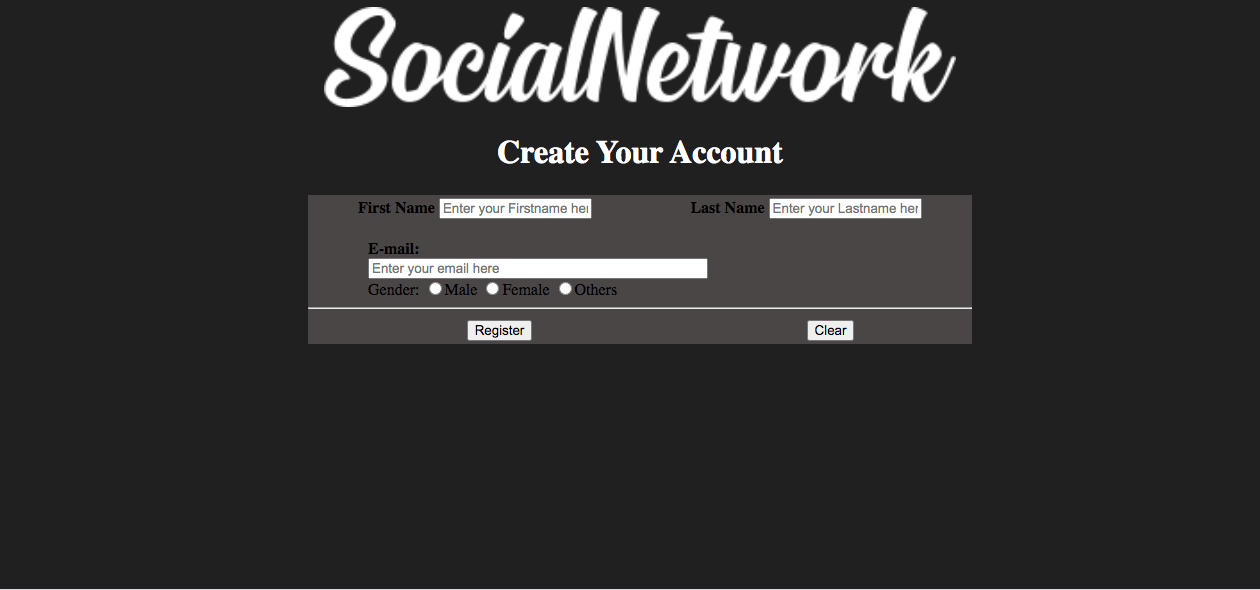 SocialNetwork
Create Your Account
First Name Enter your Firstname her Last Name Enter your Lastname her
E-mail:
Enter your email here
Gender: Male Female Others
Register Clear